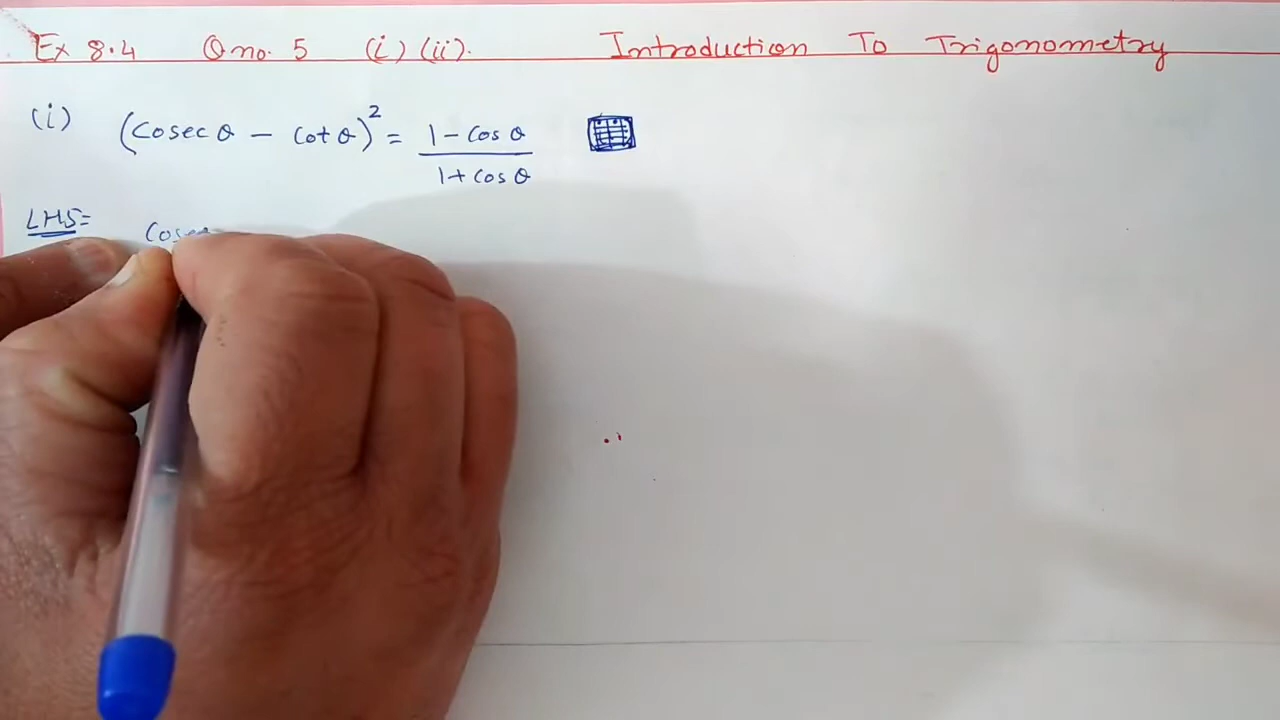 Ex 8.4 Q no. 5 (i) (ii). Introduction To Trigonometry
(i) (Cosec θ - Cot θ)² = 1 - Cos θ
1 + Cos θ
LHS =